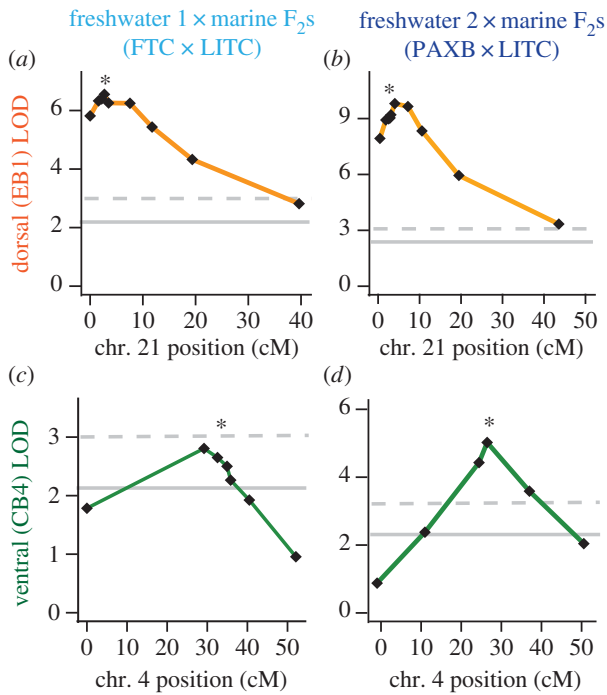 freshwater 1 × marine F₂s
(FTC × LITC)
freshwater 2 × marine F₂s
(PAXB × LITC)
(a)
*
6
4
2
0
dorsal (EB1) LOD
0 10 20 30 40
chr. 21 position (cM)
(b)
*
9
6
3
0
0 10 20 30 40 50
chr. 21 position (cM)
(c)
*
3
2
1
0
ventral (CB4) LOD
0 10 20 30 40 50
chr. 4 position (cM)
(d)
*
6
4
2
0
0 10 20 30 40 50
chr. 4 position (cM)